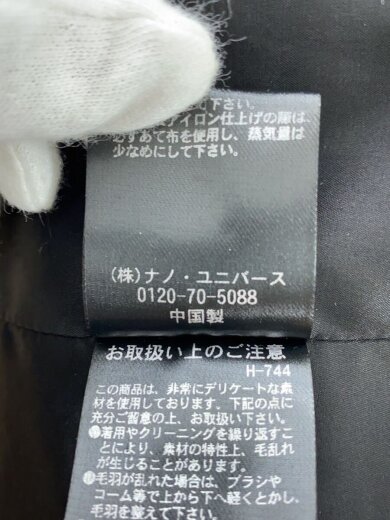 て下さい。
アイロン仕上げの際は、
必ずあて布を使用し、蒸気量は
少なめにして下さい。
(株)ナノ・ユニバース
0120-70-5088
中国製
お取扱い上のご注意
H-744
この商品は、非常にデリケートな素
材を使用しております。下記の点に
充分ご留意の上、お取扱い下さい。
着用やクリーニングを繰り返すこ
とにより、素材の特性上、毛乱れ
が生じることがあります。
毛羽が乱れた場合は、ブラシや
コーム等で上から下へ軽くとかし、
毛羽を整えて下さい。